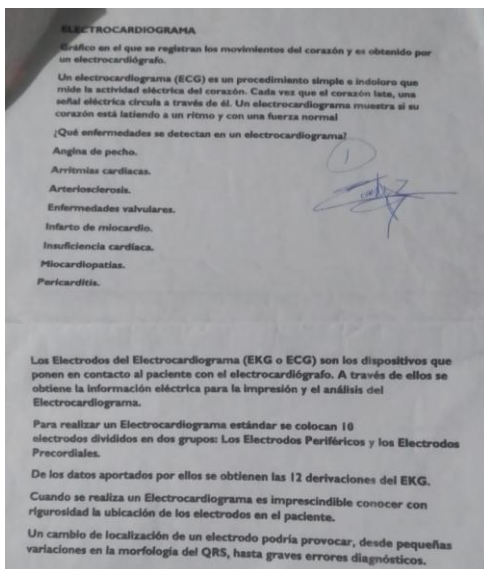 ELECTROCARDIOGRAMA
Gráfico en el que se registran los movimientos del corazón y es obtenido por
un electrocardiógrafo.
Un electrocardiograma (ECG) es un procedimiento simple e indoloro que
mide la actividad eléctrica del corazón. Cada vez que el corazón late, una
señal eléctrica circula a través de él. Un electrocardiograma muestra si su
corazón está latiendo a un ritmo y con una fuerza normal
¿Qué enfermedades se detectan en un electrocardiograma?
1
Angina de pecho.
Arritmias cardíacas.
Arteriosclerosis.
Enfermedades valvulares.
Infarto de miocardio.
Insuficiencia cardíaca.
Miocardiopatías.
Pericarditis.
Los Electrodos del Electrocardiograma (EKG o ECG) son los dispositivos que
ponen en contacto al paciente con el electrocardiógrafo. A través de ellos se
obtiene la información eléctrica para la impresión y el análisis del
Electrocardiograma.
Para realizar un Electrocardiograma estándar se colocan 10
electrodos divididos en dos grupos: Los Electrodos Periféricos y los Electrodos
Precordiales.
De los datos aportados por ellos se obtienen las 12 derivaciones del EKG.
Cuando se realiza un Electrocardiograma es imprescindible conocer con
rigurosidad la ubicación de los electrodos en el paciente.
Un cambio de localización de un electrodo podría provocar, desde pequeñas
variaciones en la morfología del QRS, hasta graves errores diagnósticos.